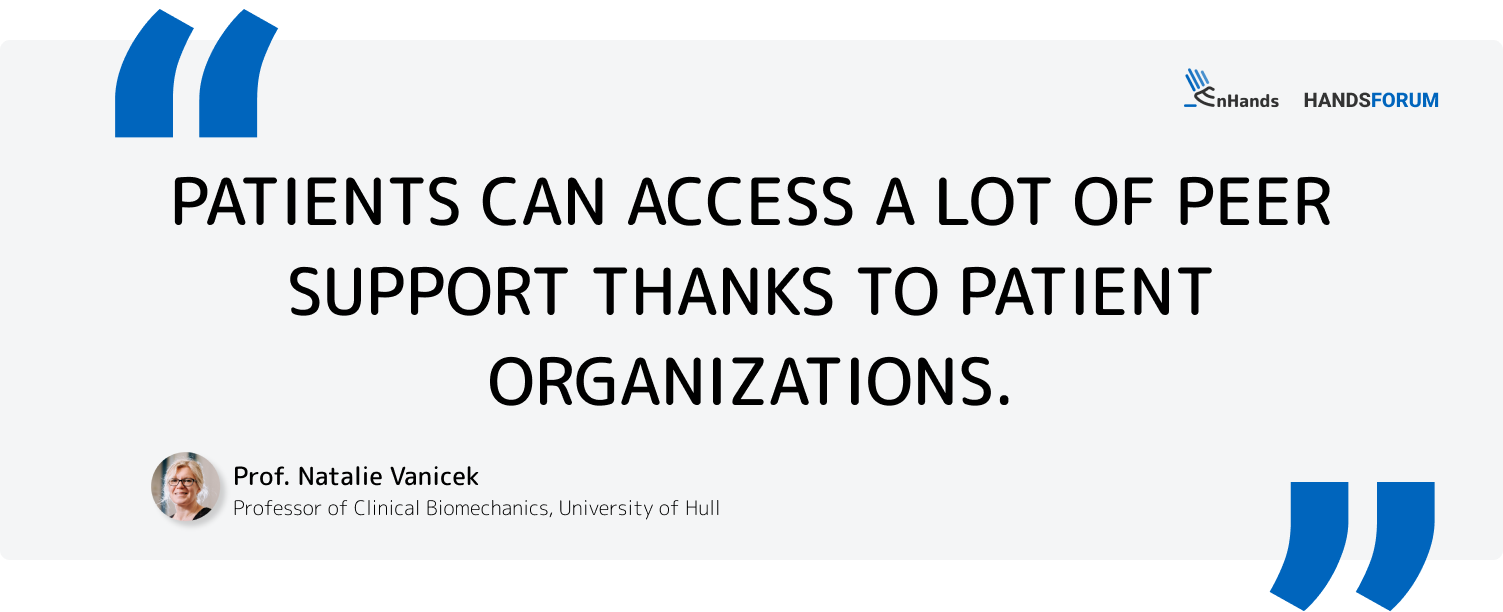 enHands HANDSFORUM
PATIENTS CAN ACCESS A LOT OF PEER
SUPPORT THANKS TO PATIENT
ORGANIZATIONS.
Prof. Natalie Vanicek
Professor of Clinical Biomechanics, University of Hull